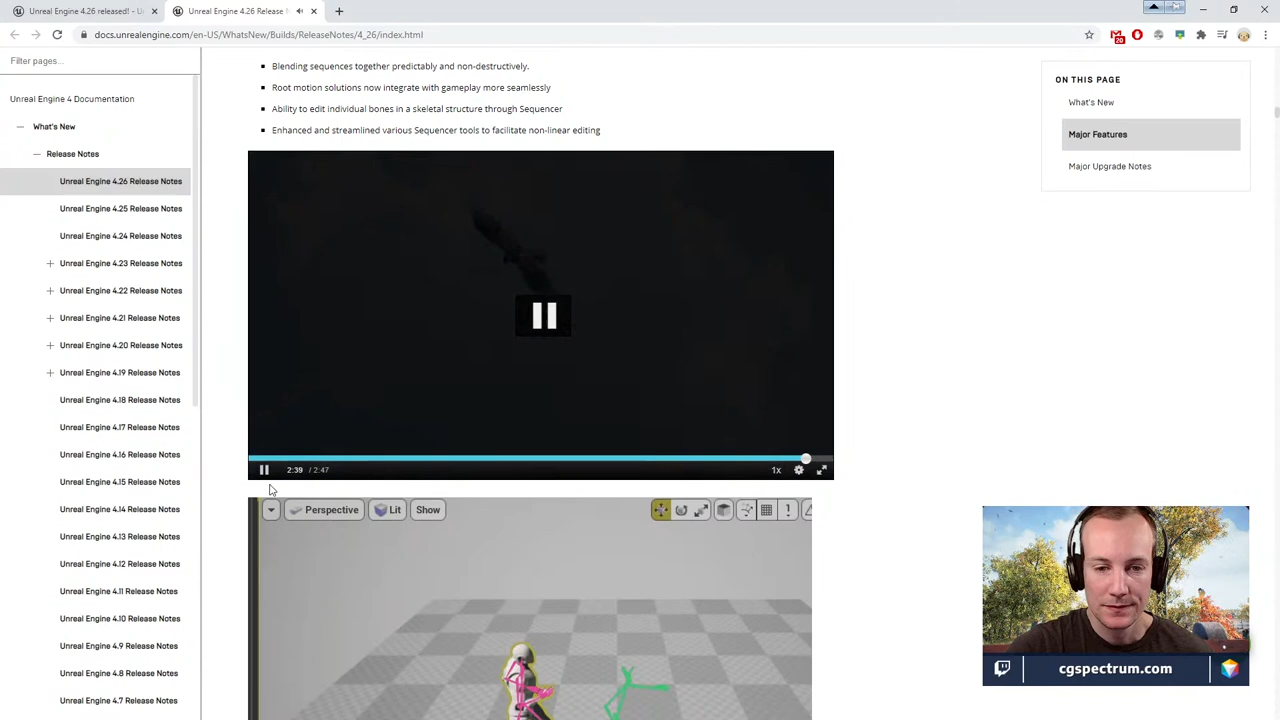 Unreal Engine 4.26 released! - U
Unreal Engine 4.26 Release N
docs.unrealengine.com/en-US/WhatsNew/Builds/ReleaseNotes/4_26/index.html
20
Filter pages...
Unreal Engine 4 Documentation
What's New
Release Notes
Unreal Engine 4.26 Release Notes
Unreal Engine 4.25 Release Notes
Unreal Engine 4.24 Release Notes
Unreal Engine 4.23 Release Notes
Unreal Engine 4.22 Release Notes
Unreal Engine 4.21 Release Notes
Unreal Engine 4.20 Release Notes
Unreal Engine 4.19 Release Notes
Unreal Engine 4.18 Release Notes
Unreal Engine 4.17 Release Notes
Unreal Engine 4.16 Release Notes
Unreal Engine 4.15 Release Notes
Unreal Engine 4.14 Release Notes
Unreal Engine 4.13 Release Notes
Unreal Engine 4.12 Release Notes
Unreal Engine 4.11 Release Notes
Unreal Engine 4.10 Release Notes
Unreal Engine 4.9 Release Notes
Unreal Engine 4.8 Release Notes
Unreal Engine 4.7 Release Notes
Blending sequences together predictably and non-destructively.
Root motion solutions now integrate with gameplay more seamlessly
Ability to edit individual bones in a skeletal structure through Sequencer
Enhanced and streamlined various Sequencer tools to facilitate non-linear editing
2:39 / 2:47
1x
Perspective
Lit
Show
ON THIS PAGE
What's New
Major Features
Major Upgrade Notes
cgspectrum.com